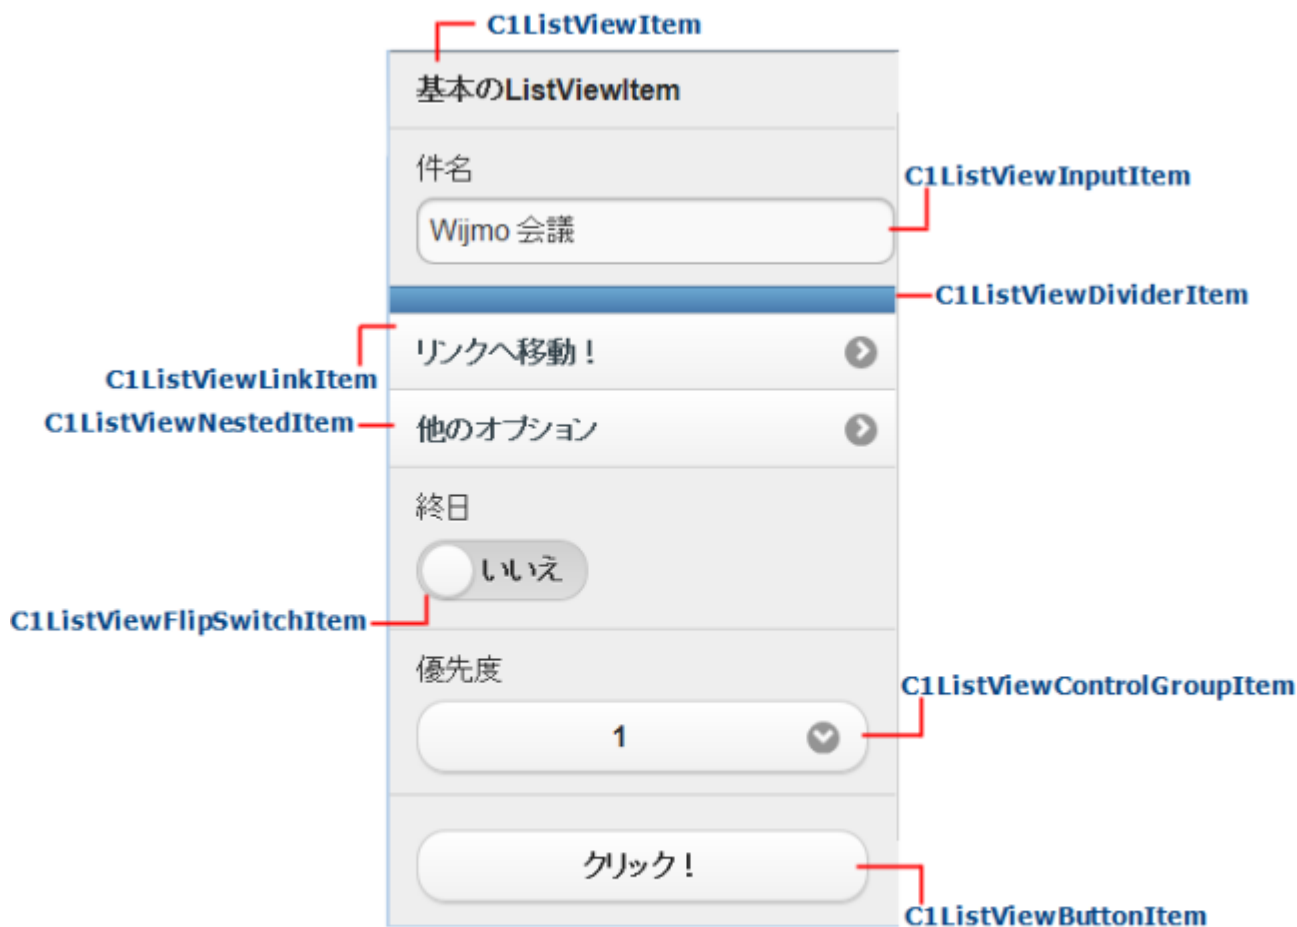 C1ListViewItem
基本のListViewItem
件名
C1ListViewInputItem
Wijmo 会議
C1ListViewDividerItem
リンクへ移動！
C1ListViewLinkItem
C1ListViewNestedItem
他のオプション
終日
いいえ
C1ListViewFlipSwitchItem
優先度
C1ListViewControlGroupItem
1
クリック！
C1ListViewButtonItem